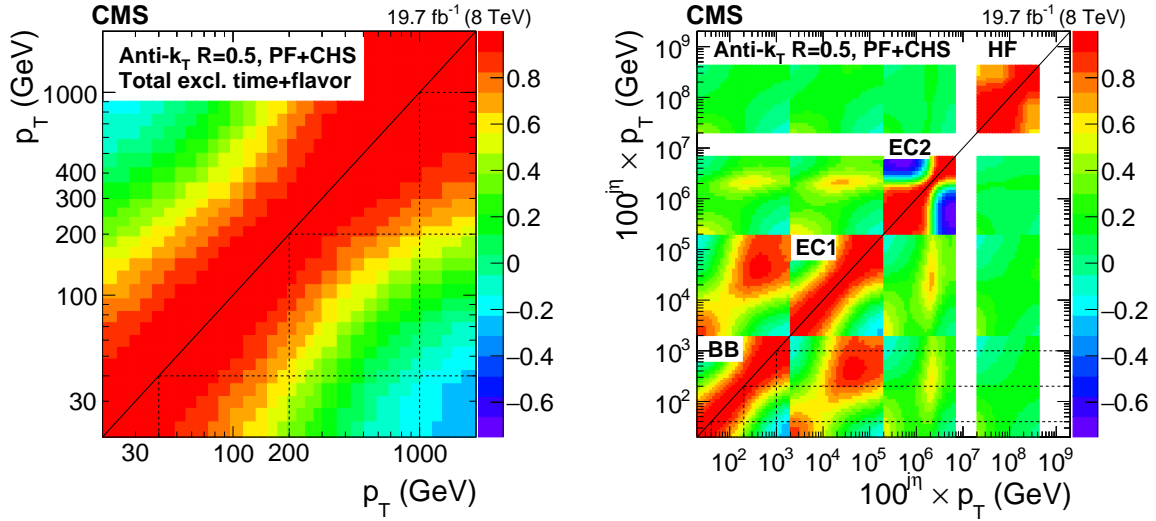 CMS
19.7 fb⁻¹ (8 TeV)
Anti-k_T R=0.5, PF+CHS
Total excl. time+flavor
p_T (GeV)
1000
400
300
200
100
30
30
100
200
1000
p_T (GeV)
0.8
0.6
0.4
0.2
0
−0.2
−0.4
−0.6
CMS
19.7 fb⁻¹ (8 TeV)
Anti-k_T R=0.5, PF+CHS
HF
EC2
EC1
BB
100^{jη} × p_T (GeV)
10⁹
10⁸
10⁷
10⁶
10⁵
10⁴
10³
10²
10² 10³ 10⁴ 10⁵ 10⁶ 10⁷ 10⁸ 10⁹
100^{jη} × p_T (GeV)
0.8
0.6
0.4
0.2
0
−0.2
−0.4
−0.6